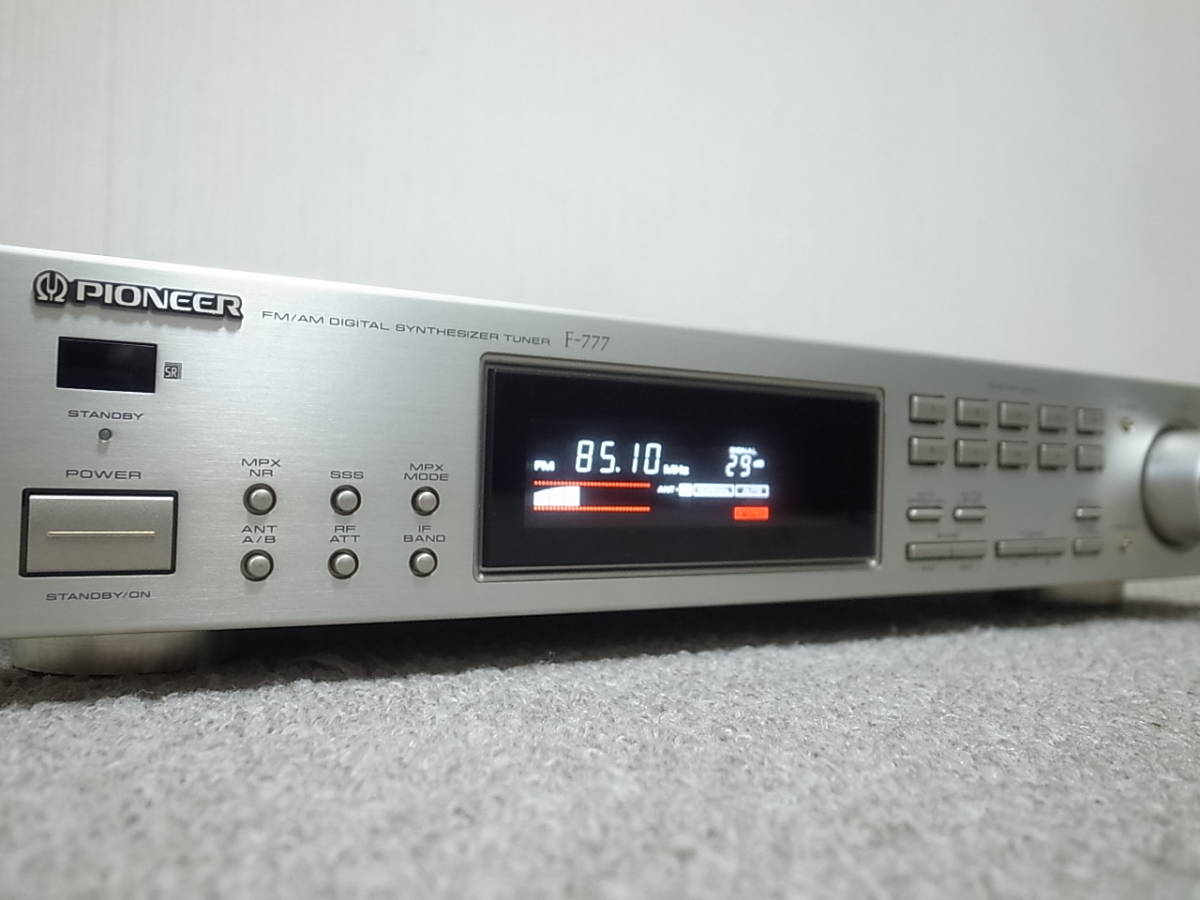 PIONEER
FM/AM DIGITAL SYNTHESIZER TUNER F-777
SR
STANDBY
POWER
STANDBY/ON
MPX
NR
SSS
MPX
MODE
ANT
A/B
RF
ATT
IF
BAND
FM 85.10 MHz
SIGNAL
29 dB
ANT